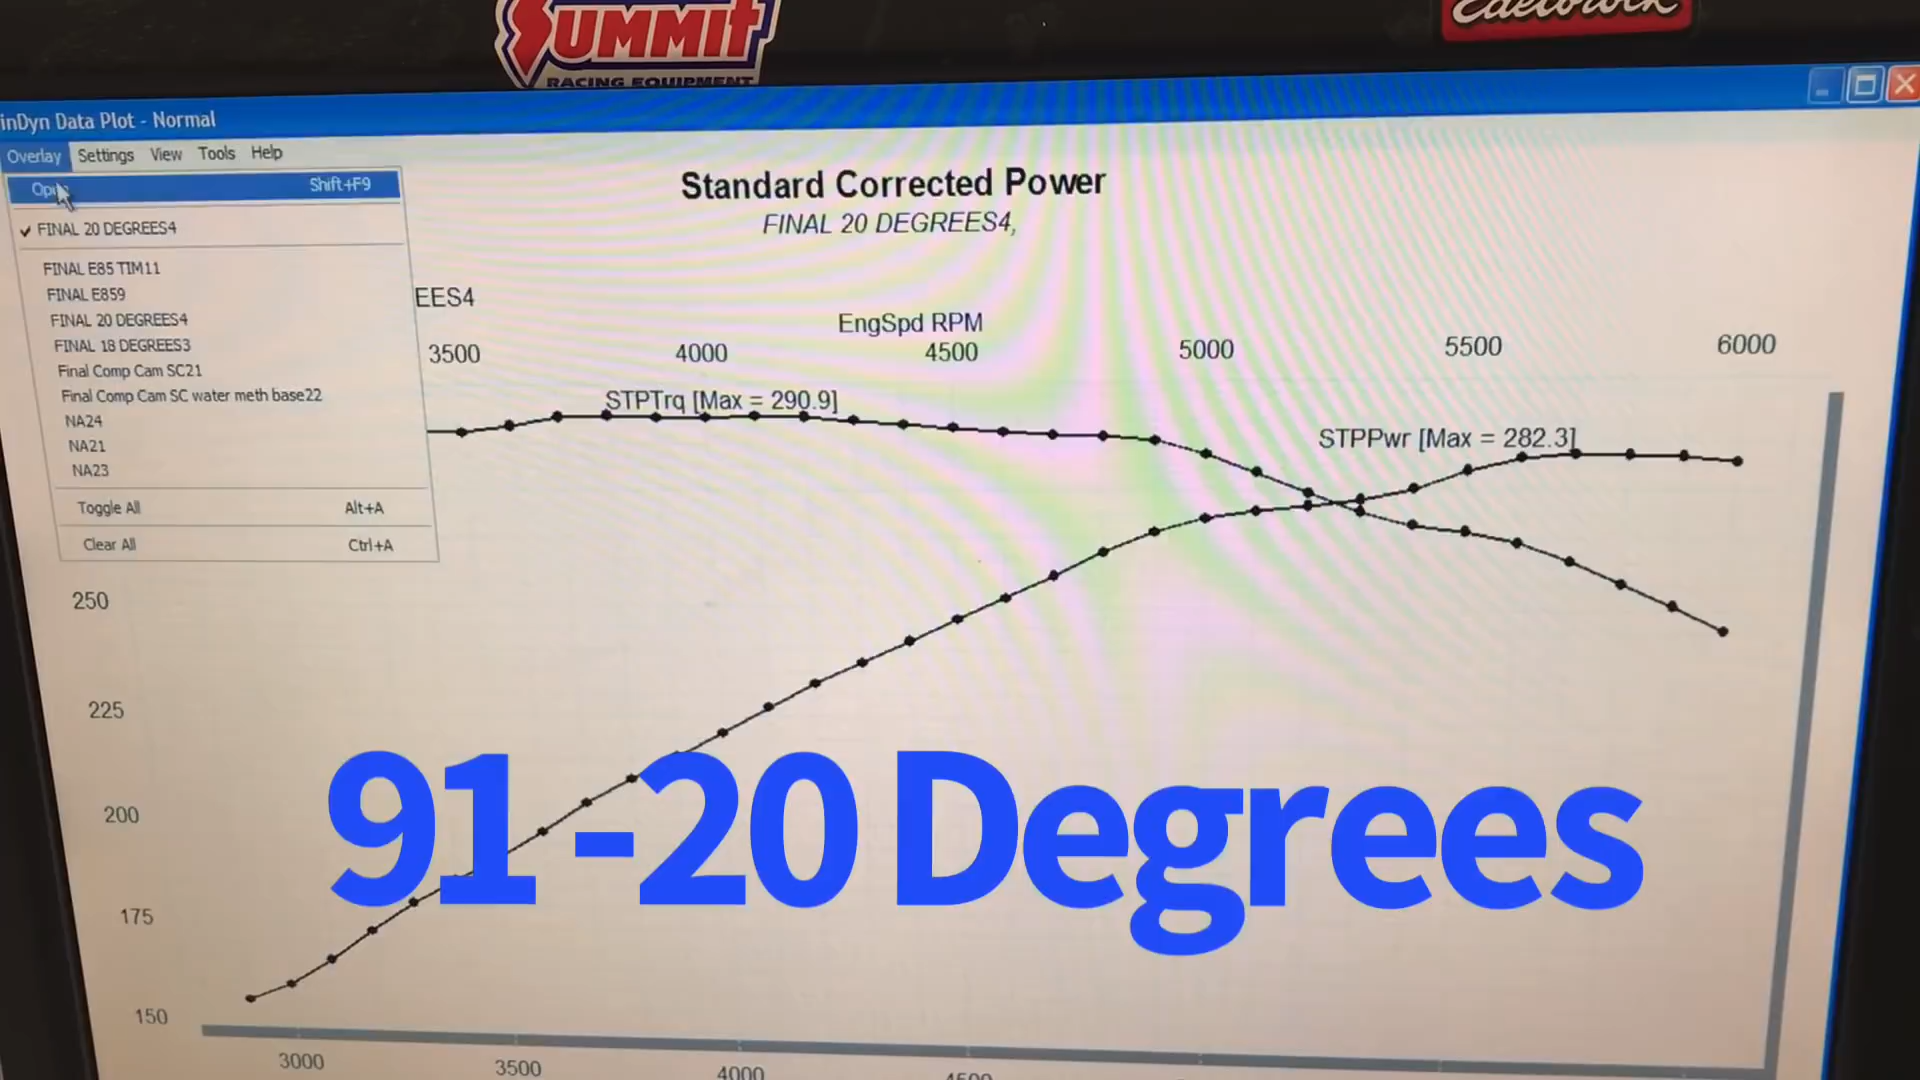 SUMMIT
RACING EQUIPMENT
Edelbrock
inDyn Data Plot - Normal
Overlay Settings View Tools Help
Shift+F9
FINAL 20 DEGREES4
FINAL E85 TIM11
FINAL E859
FINAL 20 DEGREES4
FINAL 18 DEGREES3
Final Comp Cam SC21
Final Comp Cam SC water meth base22
NA24
NA21
NA23
Toggle All Alt+A
Clear All Ctrl+A
Standard Corrected Power
FINAL 20 DEGREES4,
EES4
EngSpd RPM
3500 4000 4500 5000 5500 6000
STPTrq [Max = 290.9]
STPPwr [Max = 282.3]
250
225
200
175
150
91-20 Degrees
3000 3500 4000 4500